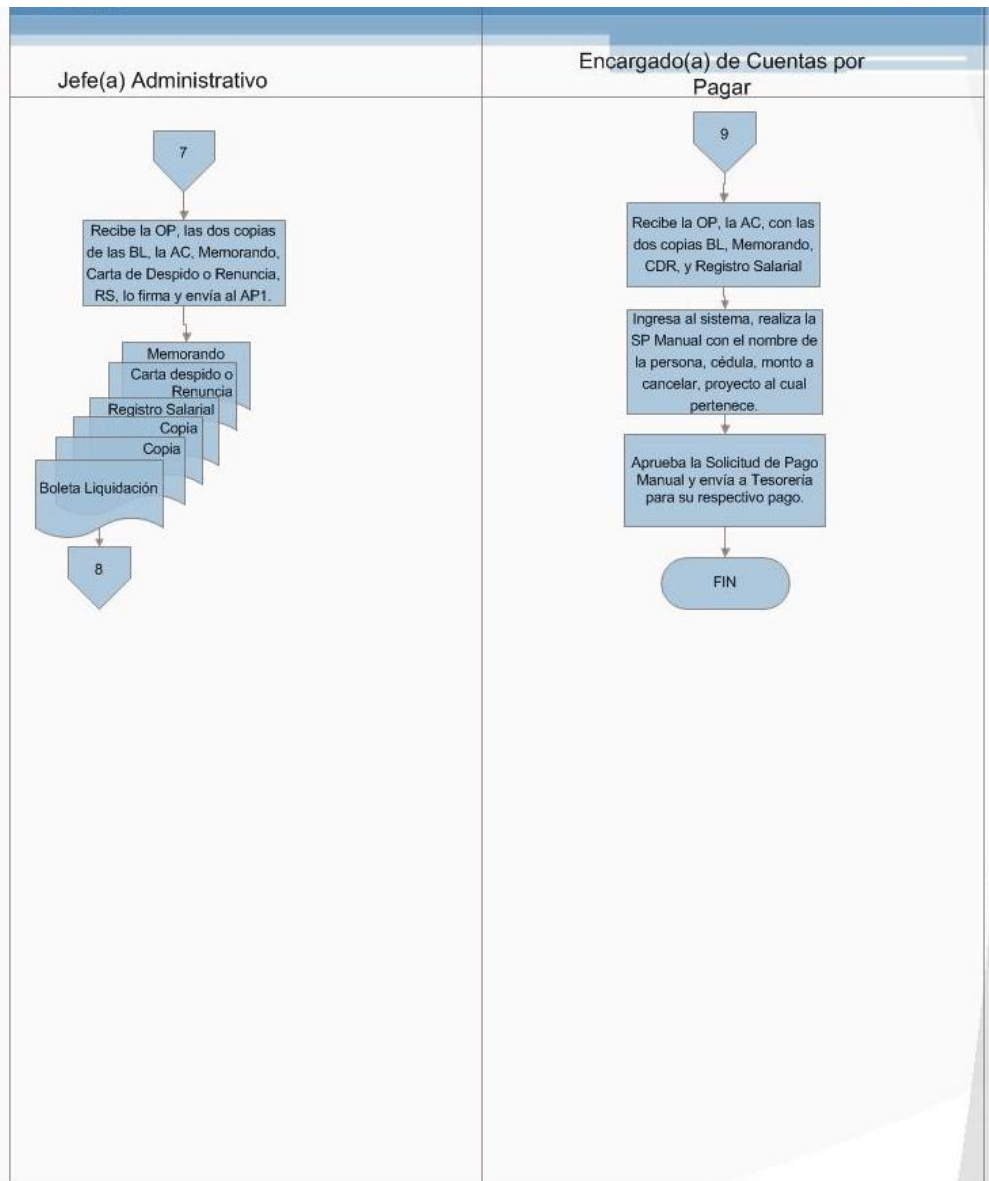 Jefe(a) Administrativo
Encargado(a) de Cuentas por
Pagar
7
Recibe la OP, las dos copias
de las BL, la AC, Memorando,
Carta de Despido o Renuncia,
RS, lo firma y envía al AP1.
Memorando
Carta despido o
Renuncia
Registro Salarial
Copia
Copia
Boleta Liquidación
8
9
Recibe la OP, la AC, con las
dos copias BL, Memorando,
CDR, y Registro Salarial
Ingresa al sistema, realiza la
SP Manual con el nombre de
la persona, cédula, monto a
cancelar, proyecto al cual
pertenece.
Aprueba la Solicitud de Pago
Manual y envía a Tesorería
para su respectivo pago.
FIN